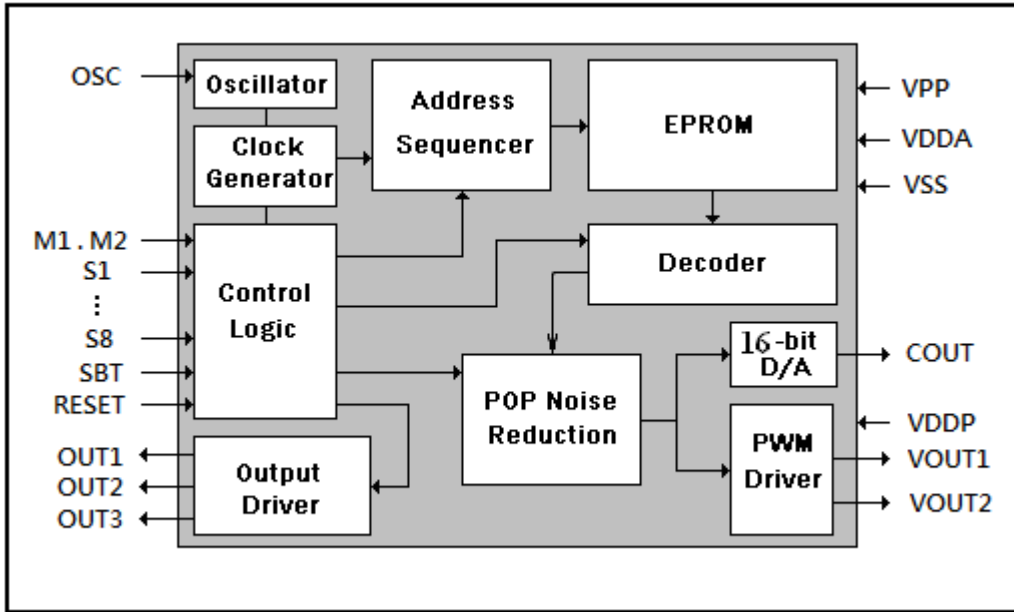 OSC
Oscillator
Clock
Generator
Address
Sequencer
EPROM
VPP
VDDA
VSS
M1 . M2
S1
⋮
S8
SBT
RESET
Control
Logic
Decoder
POP Noise
Reduction
16-bit
D/A
COUT
VDDP
PWM
Driver
VOUT1
VOUT2
OUT1
OUT2
OUT3
Output
Driver